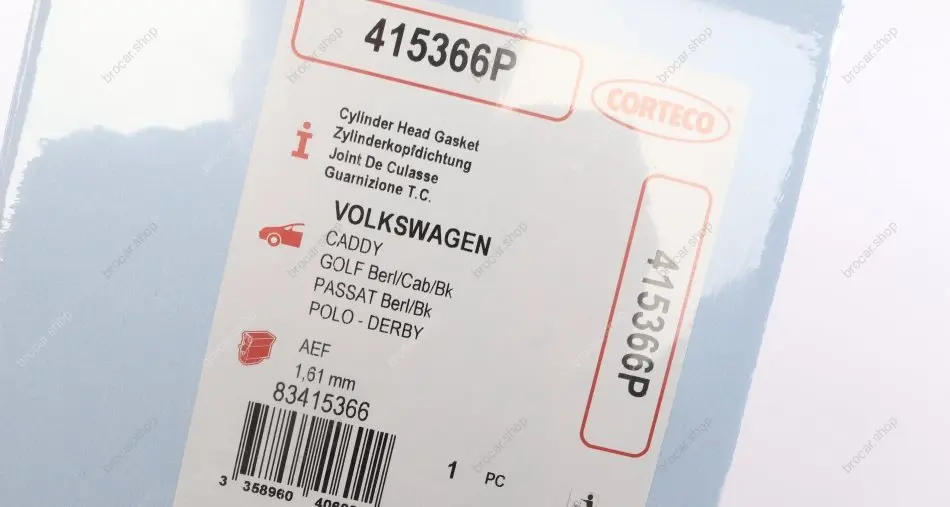 415366P
CORTECO
Cylinder Head Gasket
Zylinderkopfdichtung
Joint De Culasse
Guarnizione T.C.
VOLKSWAGEN
CADDY
GOLF Berl/Cab/Bk
PASSAT Berl/Bk
POLO - DERBY
AEF
1,61 mm
83415366
3 358960
1 PC
415366P
brocar.shop